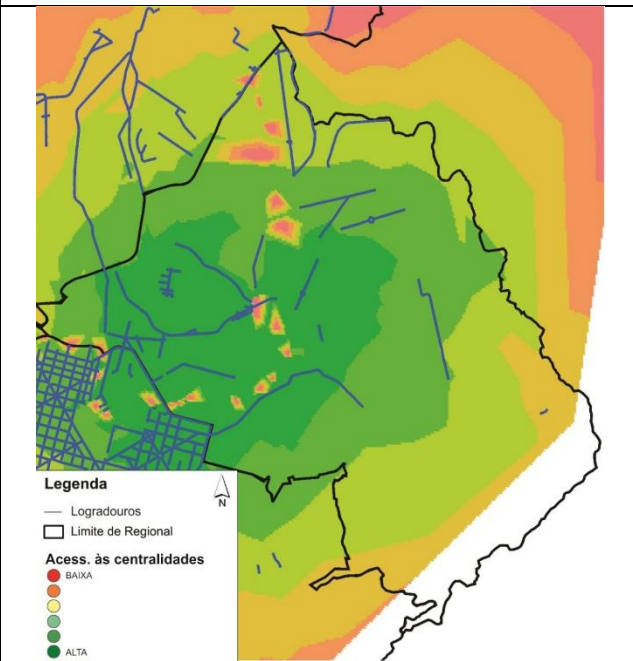 Legenda
N
Logradouros
Limite de Regional
Acess. às centralidades
BAIXA
ALTA